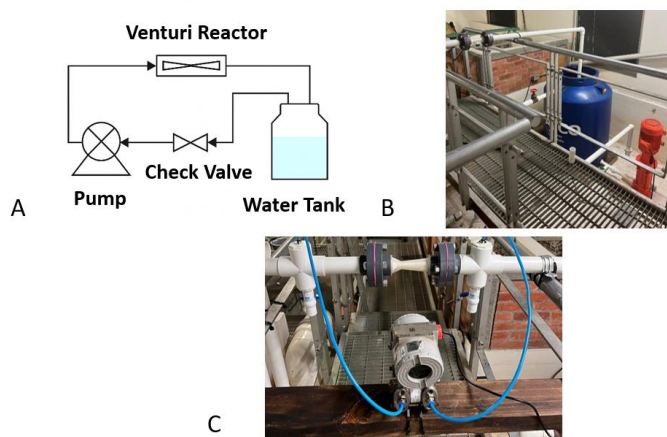 Venturi Reactor
Check Valve
Pump
Water Tank
A
B
C